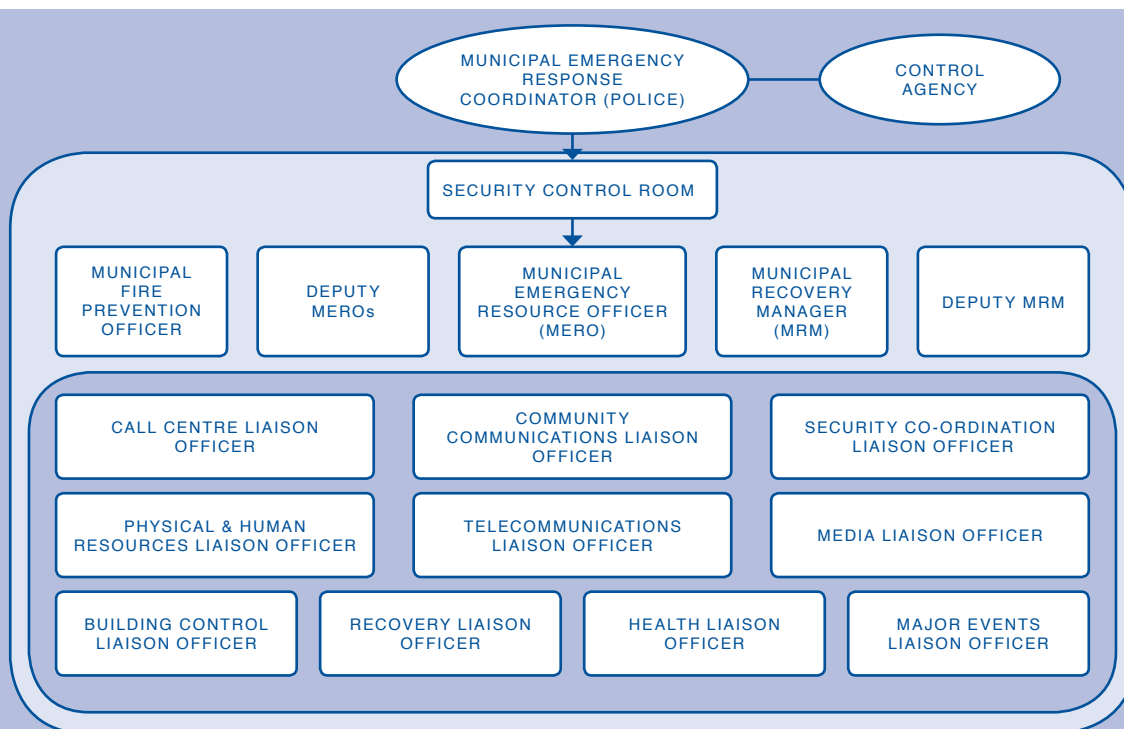 MUNICIPAL EMERGENCY
RESPONSE
COORDINATOR (POLICE)
CONTROL
AGENCY
SECURITY CONTROL ROOM
MUNICIPAL
FIRE
PREVENTION
OFFICER
DEPUTY
MEROs
MUNICIPAL
EMERGENCY
RESOURCE OFFICER
(MERO)
MUNICIPAL
RECOVERY
MANAGER
(MRM)
DEPUTY MRM
CALL CENTRE LIAISON
OFFICER
COMMUNITY
COMMUNICATIONS LIAISON
OFFICER
SECURITY CO-ORDINATION
LIAISON OFFICER
PHYSICAL & HUMAN
RESOURCES LIAISON OFFICER
TELECOMMUNICATIONS
LIAISON OFFICER
MEDIA LIAISON OFFICER
BUILDING CONTROL
LIAISON OFFICER
RECOVERY LIAISON
OFFICER
HEALTH LIAISON
OFFICER
MAJOR EVENTS
LIAISON OFFICER